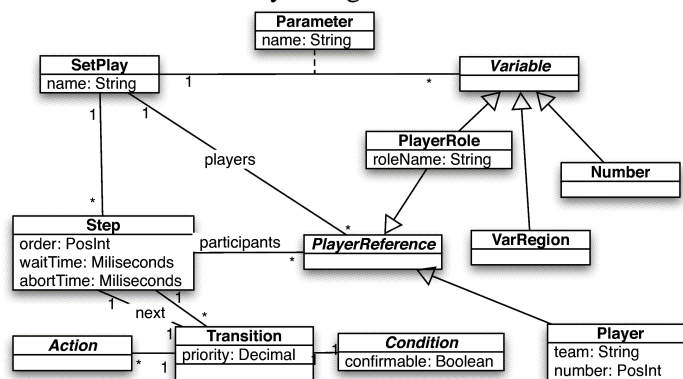 Parameter
name: String
SetPlay
name: String
1
*
Variable
1
1
players
PlayerRole
roleName: String
Number
*
Step
order: PosInt
waitTime: Miliseconds
abortTime: Miliseconds
participants
*
*
PlayerReference
VarRegion
1
next
1
*
1
Action
*
1
Transition
priority: Decimal
1
1
Condition
confirmable: Boolean
Player
team: String
number: PosInt